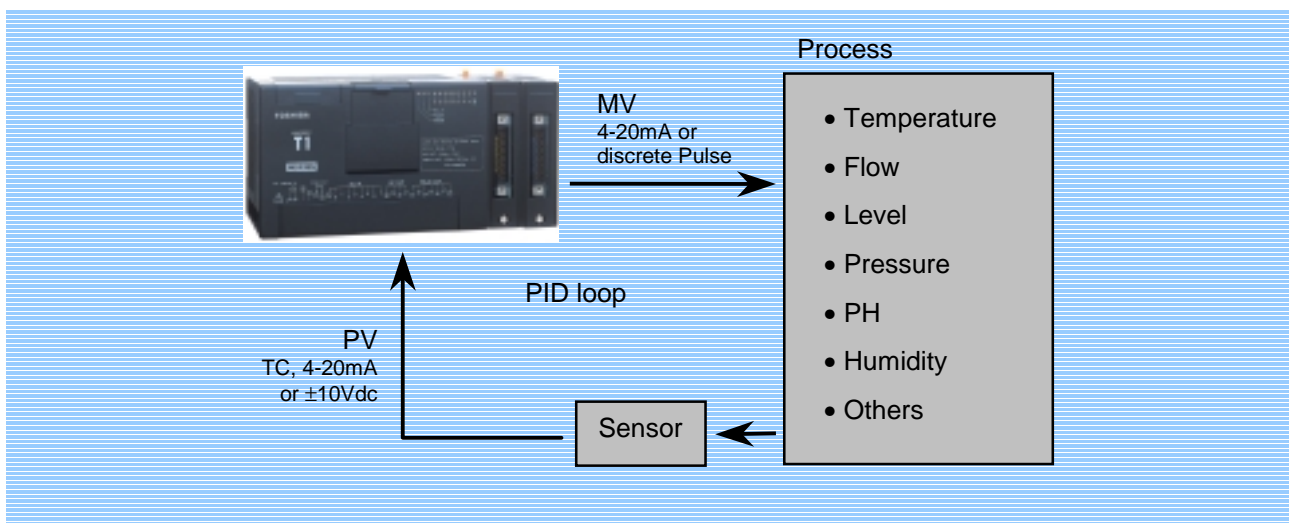 Process
TOSHIBA
T1
MV
4-20mA or
discrete Pulse
• Temperature
• Flow
• Level
• Pressure
• PH
• Humidity
• Others
PID loop
PV
TC, 4-20mA
or ±10Vdc
Sensor